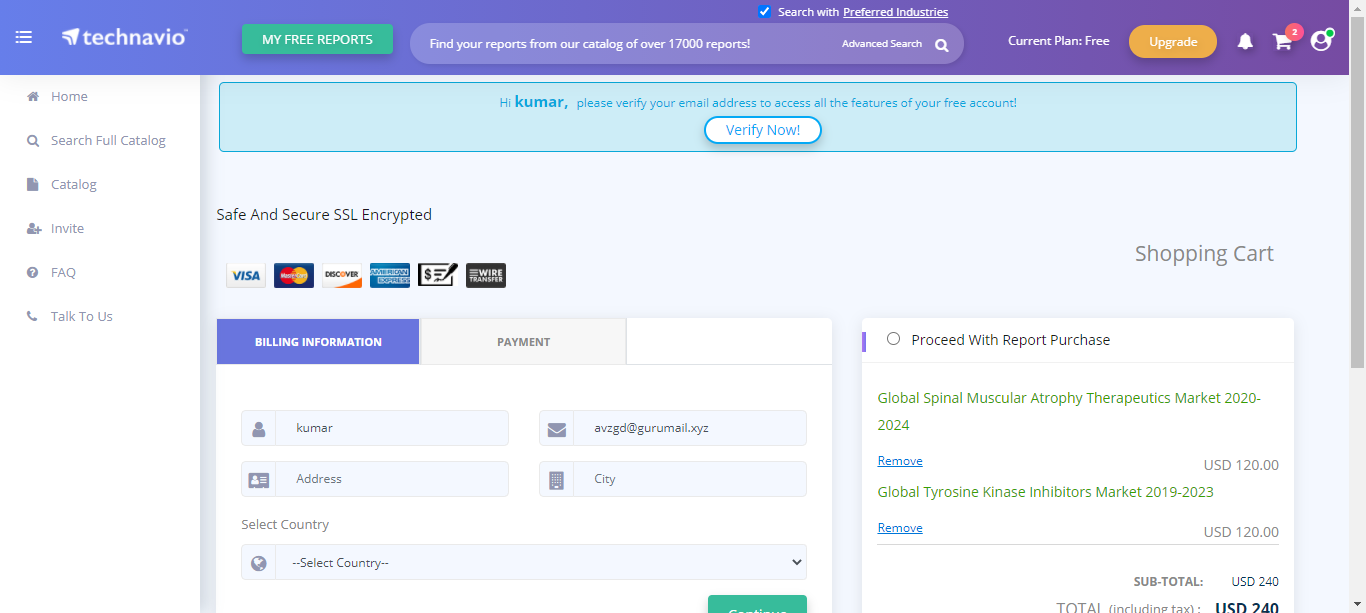 Search with Preferred Industries
technavio
MY FREE REPORTS
Find your reports from our catalog of over 17000 reports!
Advanced Search
Current Plan: Free
Upgrade
2
Home
Search Full Catalog
Catalog
Invite
FAQ
Talk To Us
Hi kumar, please verify your email address to access all the features of your free account!
Verify Now!
Safe And Secure SSL Encrypted
VISA
MasterCard
DISCOVER
AMERICAN EXPRESS
WIRE TRANSFER
Shopping Cart
BILLING INFORMATION
PAYMENT
kumar
avzgd@gurumail.xyz
Address
City
Select Country
--Select Country--
Continue
Proceed With Report Purchase
Global Spinal Muscular Atrophy Therapeutics Market 2020-
2024
Remove
USD 120.00
Global Tyrosine Kinase Inhibitors Market 2019-2023
Remove
USD 120.00
SUB-TOTAL: USD 240
TOTAL (including tax) : USD 240